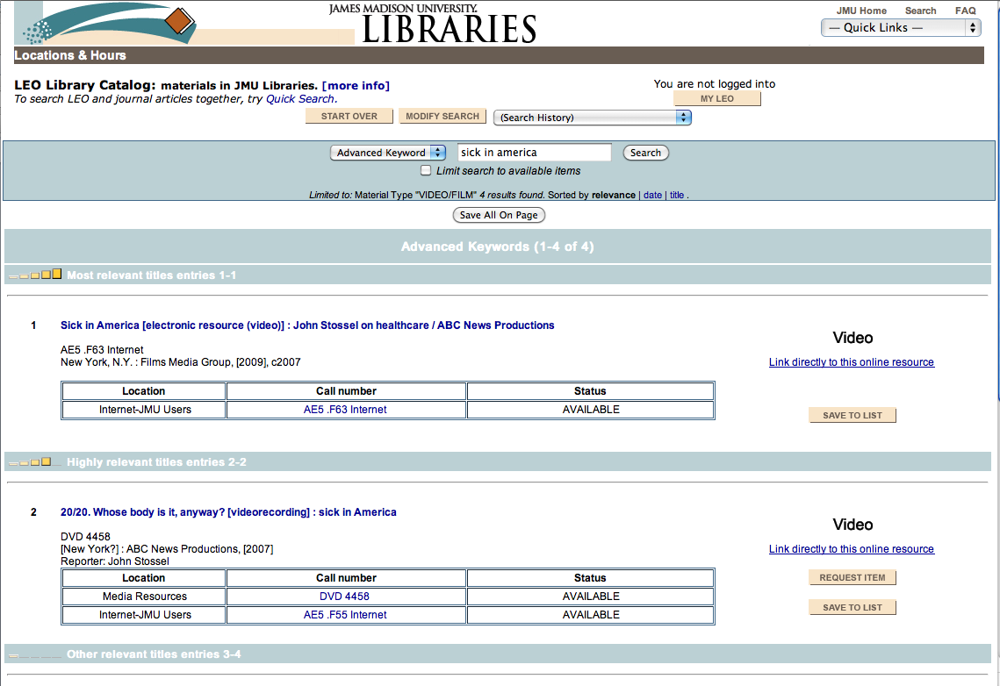 JAMES MADISON UNIVERSITY.
LIBRARIES
JMU Home Search FAQ
— Quick Links —
Locations & Hours
LEO Library Catalog: materials in JMU Libraries. [more info]
To search LEO and journal articles together, try Quick Search.
You are not logged into
MY LEO
START OVER MODIFY SEARCH (Search History)
Advanced Keyword sick in america Search
Limit search to available items
Limited to: Material Type "VIDEO/FILM" 4 results found. Sorted by relevance | date | title .
Save All On Page
Advanced Keywords (1-4 of 4)
Most relevant titles entries 1-1
1 Sick in America [electronic resource (video)] : John Stossel on healthcare / ABC News Productions
AE5 .F63 Internet
New York, N.Y. : Films Media Group, [2009], c2007
Video
Link directly to this online resource
Location Call number Status
Internet-JMU Users AE5 .F63 Internet AVAILABLE
SAVE TO LIST
Highly relevant titles entries 2-2
2 20/20. Whose body is it, anyway? [videorecording] : sick in America
DVD 4458
[New York?] : ABC News Productions, [2007]
Reporter: John Stossel
Video
Link directly to this online resource
Location Call number Status
Media Resources DVD 4458 AVAILABLE
Internet-JMU Users AE5 .F55 Internet AVAILABLE
REQUEST ITEM
SAVE TO LIST
Other relevant titles entries 3-4